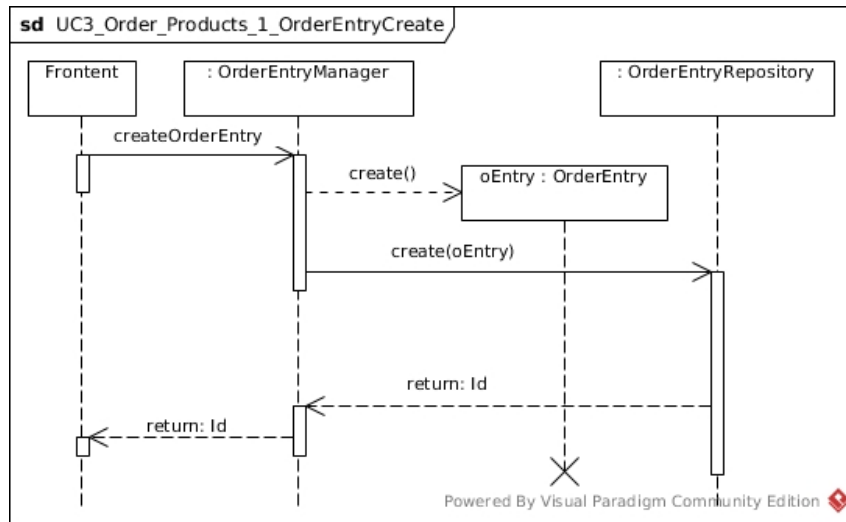 sd UC3_Order_Products_1_OrderEntryCreate
Frontent
: OrderEntryManager
: OrderEntryRepository
createOrderEntry
create()
oEntry : OrderEntry
create(oEntry)
return: Id
return: Id
Powered By Visual Paradigm Community Edition